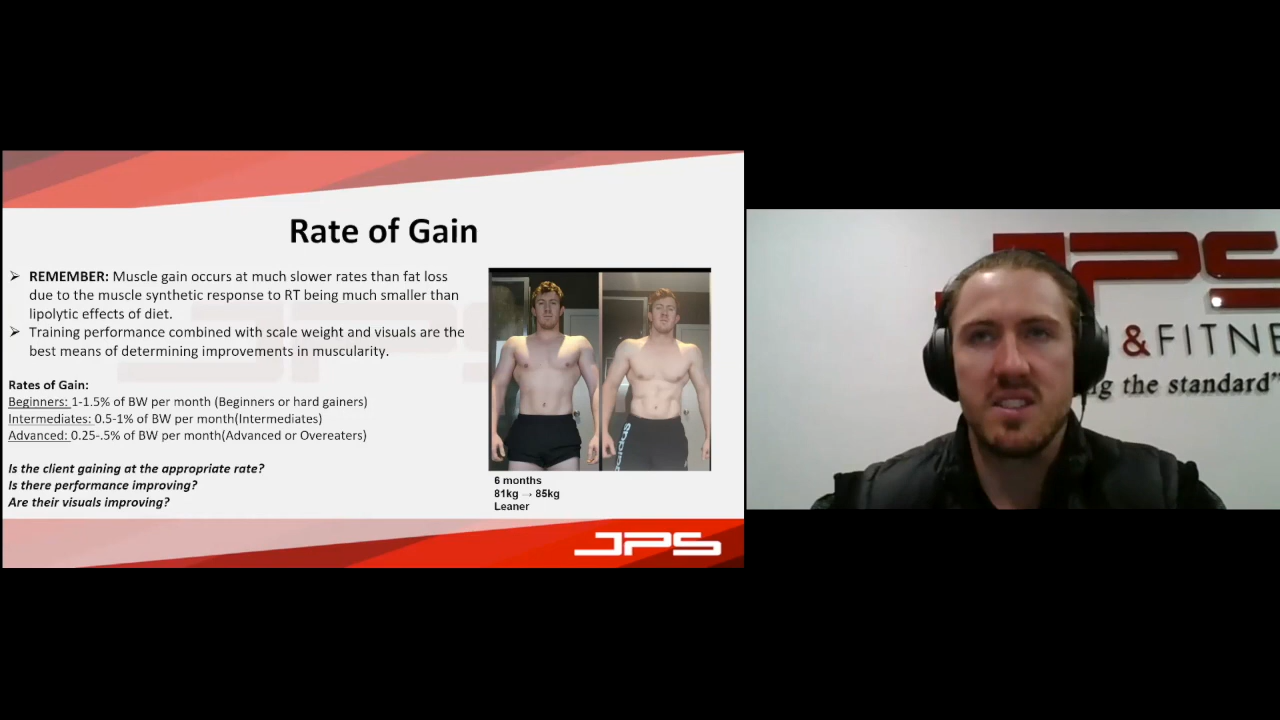 Rate of Gain
➢ REMEMBER: Muscle gain occurs at much slower rates than fat loss
due to the muscle synthetic response to RT being much smaller than
lipolytic effects of diet.
➢ Training performance combined with scale weight and visuals are the
best means of determining improvements in muscularity.
Rates of Gain:
Beginners: 1-1.5% of BW per month (Beginners or hard gainers)
Intermediates: 0.5-1% of BW per month(Intermediates)
Advanced: 0.25-.5% of BW per month(Advanced or Overeaters)
Is the client gaining at the appropriate rate?
Is there performance improving?
Are their visuals improving?
adidas
6 months
81kg → 85kg
Leaner
JPS
JPS
&FITNE
the standard"